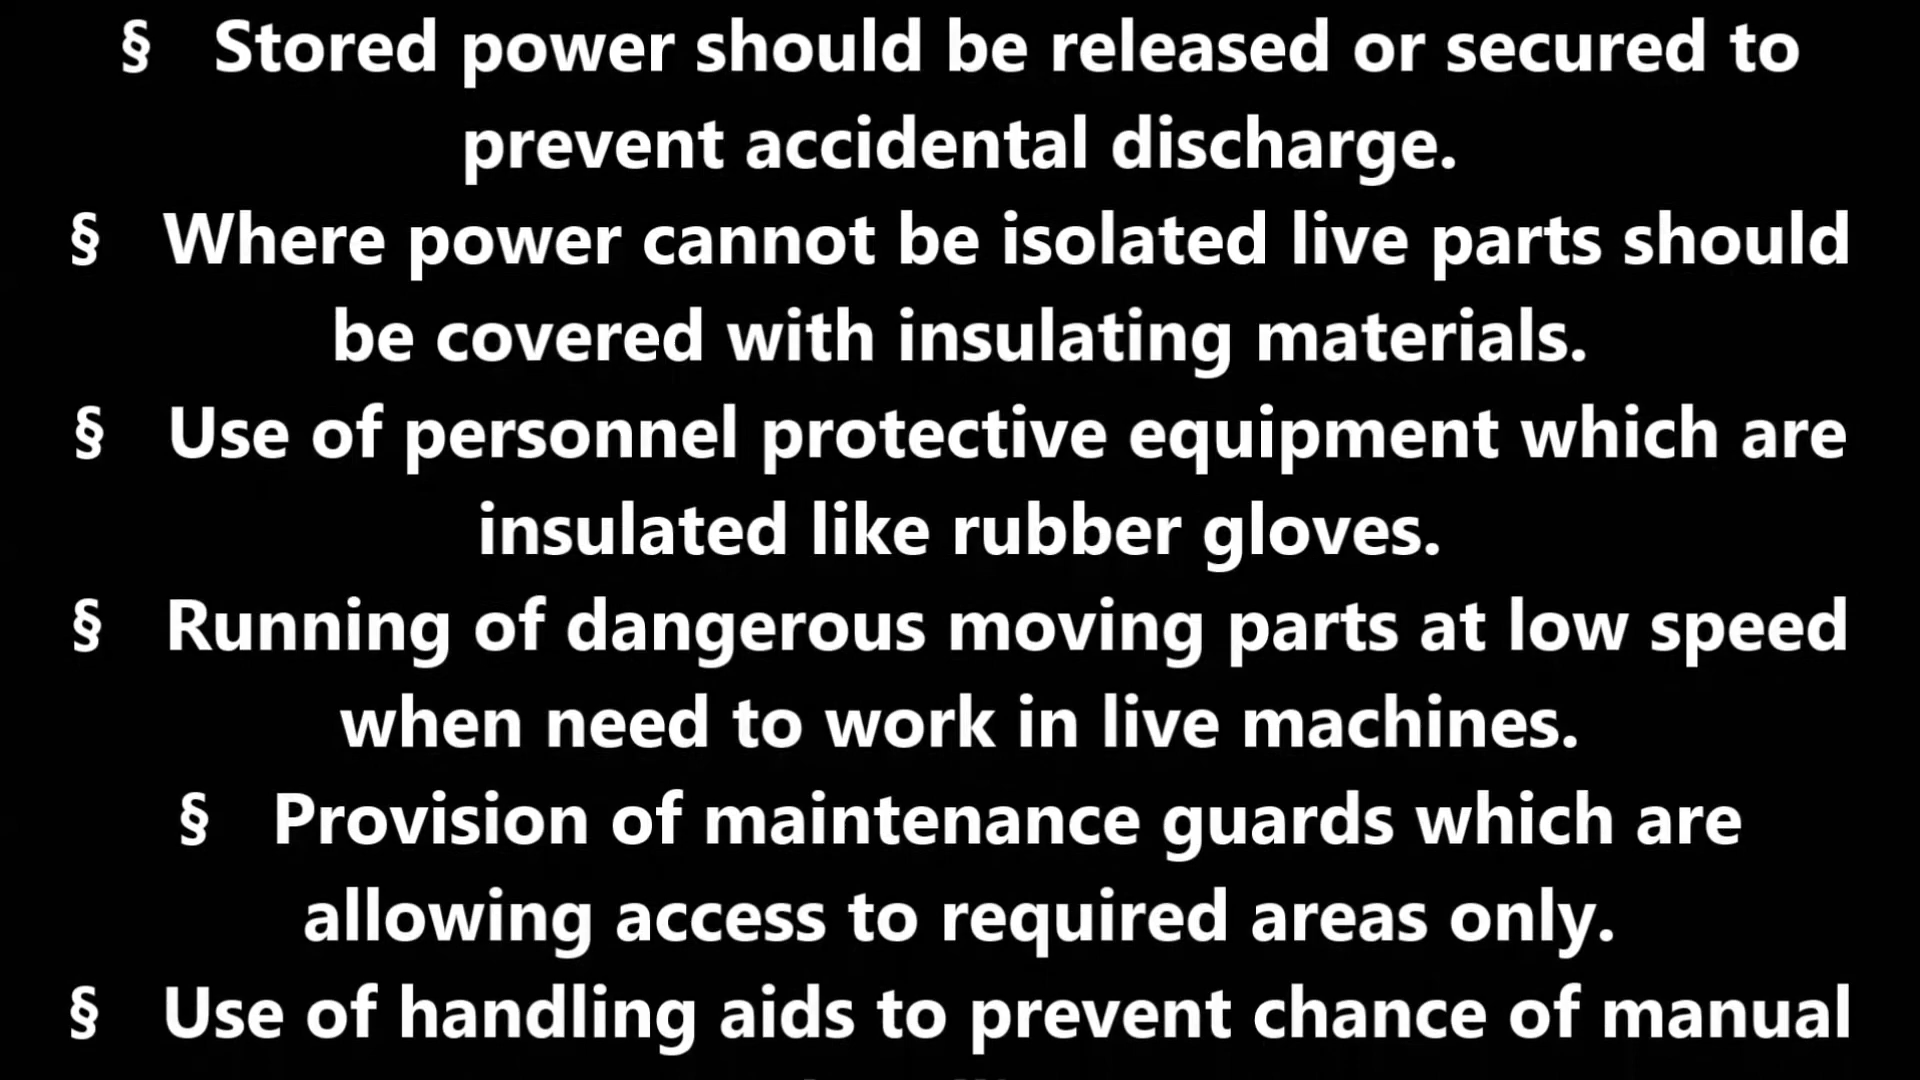 § Stored power should be released or secured to
prevent accidental discharge.
§ Where power cannot be isolated live parts should
be covered with insulating materials.
§ Use of personnel protective equipment which are
insulated like rubber gloves.
§ Running of dangerous moving parts at low speed
when need to work in live machines.
§ Provision of maintenance guards which are
allowing access to required areas only.
§ Use of handling aids to prevent chance of manual